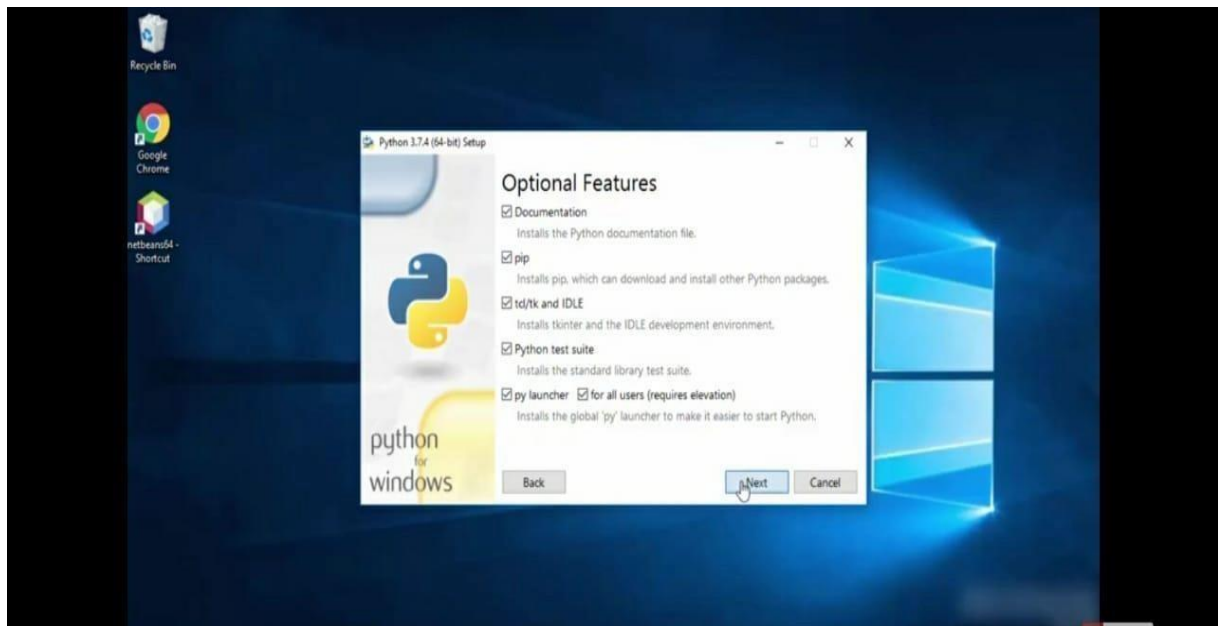 Recycle Bin
Google
Chrome
netbeans64 -
Shortcut
Python 3.7.4 (64-bit) Setup
Optional Features
Documentation
Installs the Python documentation file.
pip
Installs pip, which can download and install other Python packages.
tcl/tk and IDLE
Installs tkinter and the IDLE development environment.
Python test suite
Installs the standard library test suite.
py launcher for all users (requires elevation)
Installs the global 'py' launcher to make it easier to start Python.
python
for
windows
Back Next Cancel